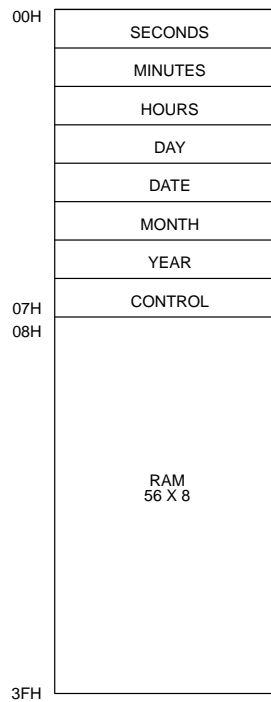 00H
SECONDS
MINUTES
HOURS
DAY
DATE
MONTH
YEAR
CONTROL
07H
08H
RAM
56 X 8
3FH